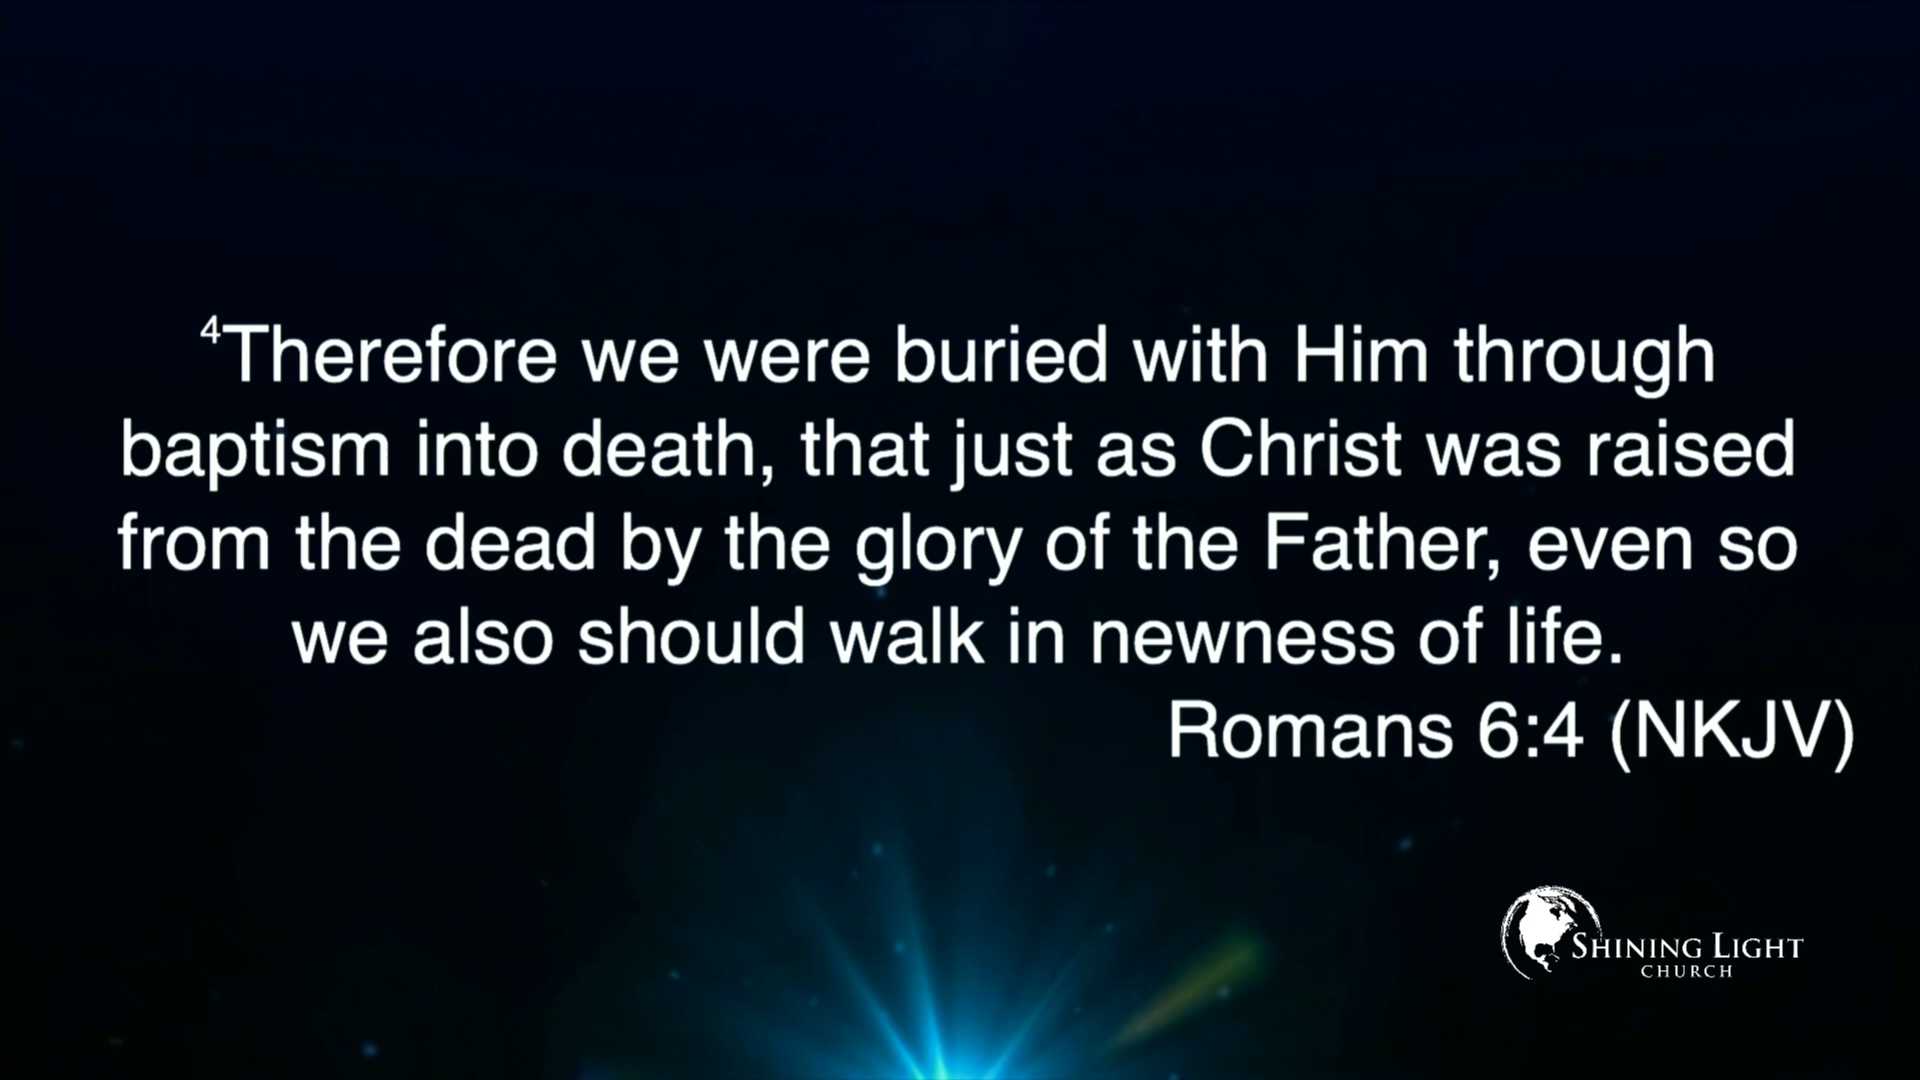 ⁴Therefore we were buried with Him through
baptism into death, that just as Christ was raised
from the dead by the glory of the Father, even so
we also should walk in newness of life.
Romans 6:4 (NKJV)
SHINING LIGHT
CHURCH